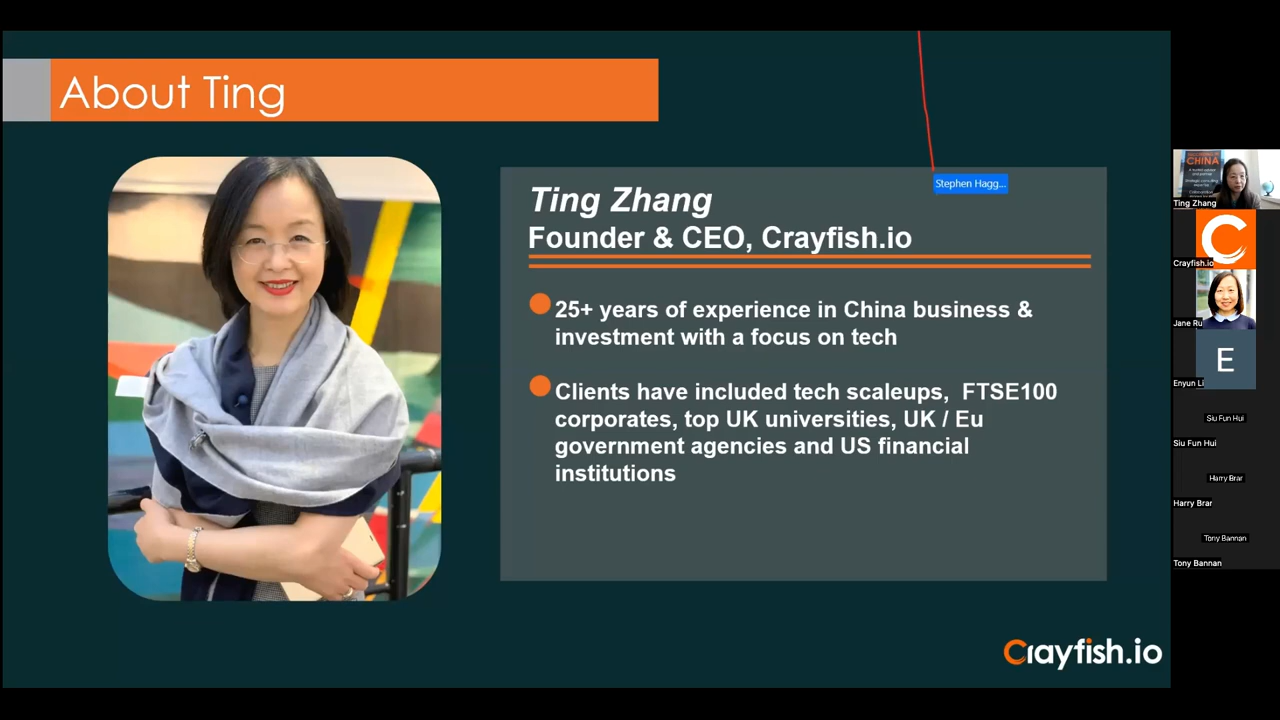 About Ting
Stephen Hagg...
Ting Zhang
Founder & CEO, Crayfish.io
25+ years of experience in China business &
investment with a focus on tech
Clients have included tech scaleups, FTSE100
corporates, top UK universities, UK / Eu
government agencies and US financial
institutions
Crayfish.io
CHINA
Ting Zhang
Crayfish.io
Jane Ru
E
Enyun Li
Siu Fun Hui
Siu Fun Hui
Harry Brar
Harry Brar
Tony Bannan
Tony Bannan